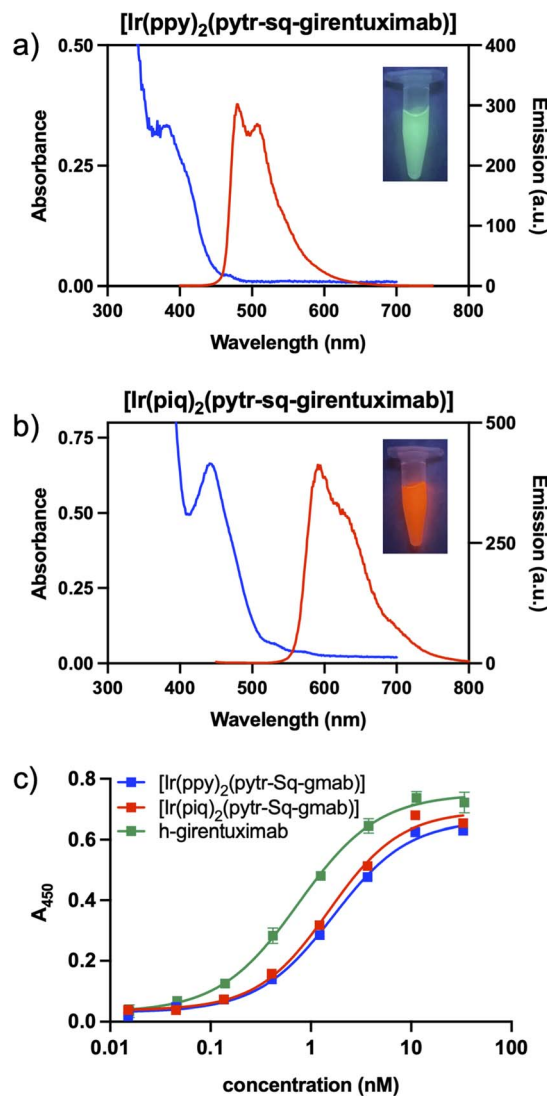 a)
[Ir(ppy)2(pytr-sq-girentuximab)]
0.50
0.25
0.00
Absorbance
400
300
200
100
0
Emission (a.u.)
300 400 500 600 700 800
Wavelength (nm)
b)
[Ir(piq)2(pytr-sq-girentuximab)]
0.75
0.50
0.25
0.00
Absorbance
500
250
0
Emission (a.u.)
300 400 500 600 700 800
Wavelength (nm)
c)
[Ir(ppy)2(pytr-Sq-gmab)]
[Ir(piq)2(pytr-Sq-gmab)]
h-girentuximab
0.8
0.6
0.4
0.2
0.0
A450
0.01 0.1 1 10 100
concentration (nM)